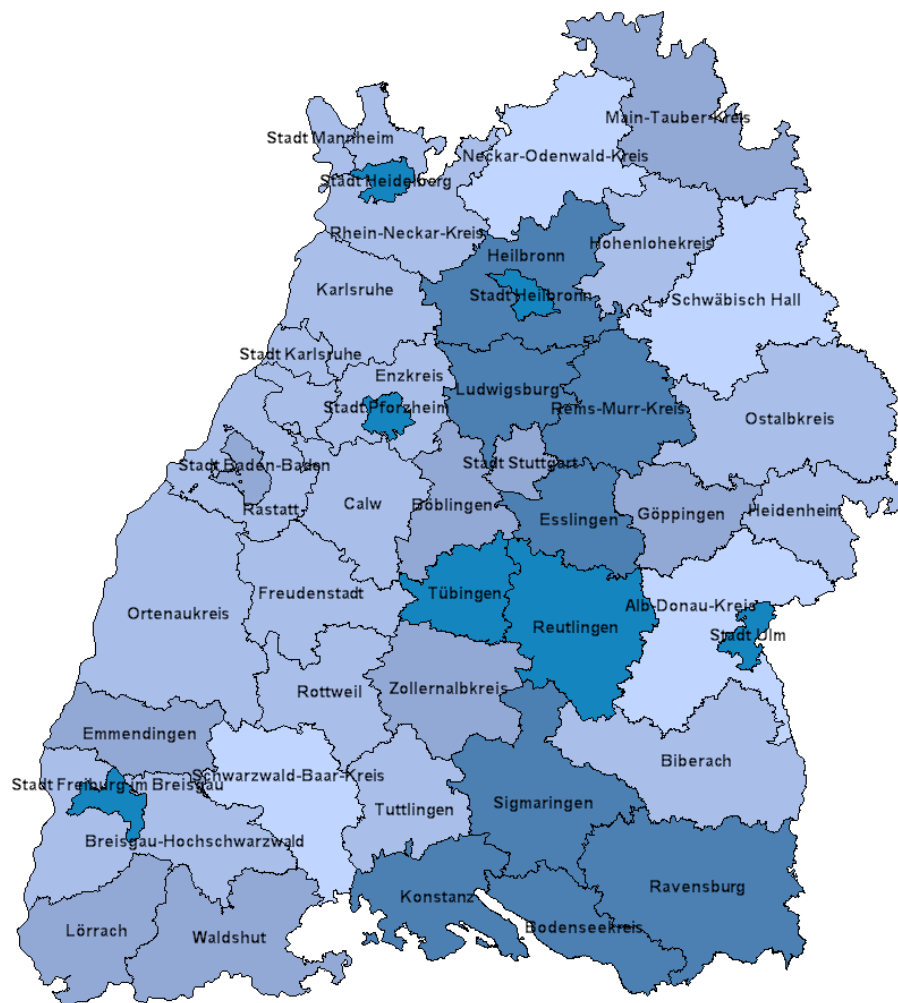 Main-Tauber-Kreis
Stadt Mannheim
Neckar-Odenwald-Kreis
Stadt Heidelberg
Rhein-Neckar-Kreis
Hohenlohekreis
Heilbronn
Karlsruhe
Stadt Heilbronn
Schwäbisch Hall
Stadt Karlsruhe
Enzkreis
Ludwigsburg
Stadt Pforzheim
Rems-Murr-Kreis
Ostalbkreis
Stadt Baden-Baden
Stadt Stuttgart
Rastatt
Calw
Böblingen
Esslingen
Göppingen
Heidenheim
Ortenaukreis
Freudenstadt
Tübingen
Reutlingen
Alb-Donau-Kreis
Stadt Ulm
Rottweil
Zollernalbkreis
Emmendingen
Biberach
Stadt Freiburg im Breisgau
Schwarzwald-Baar-Kreis
Tuttlingen
Sigmaringen
Breisgau-Hochschwarzwald
Ravensburg
Konstanz
Bodenseekreis
Lörrach
Waldshut